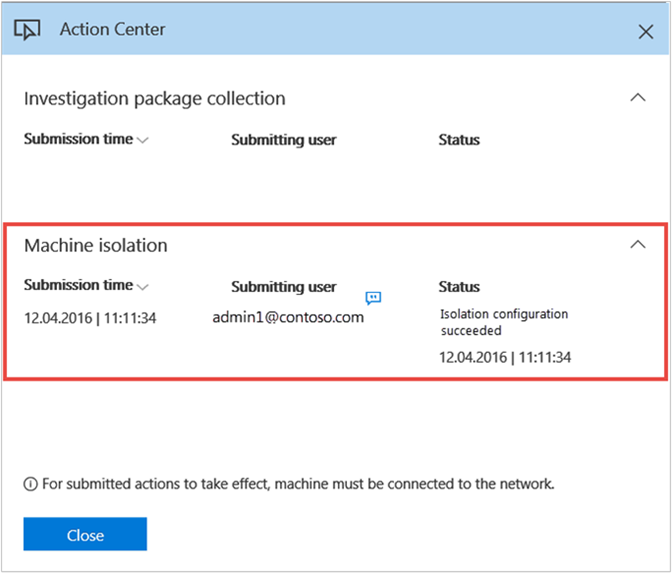 Action Center
Investigation package collection
Submission time Submitting user Status
Machine isolation
Submission time Submitting user Status
12.04.2016 | 11:11:34 admin1@contoso.com Isolation configuration
succeeded
12.04.2016 | 11:11:34
For submitted actions to take effect, machine must be connected to the network.
Close